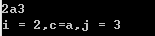 2a3
i = 2,c=a,j = 3